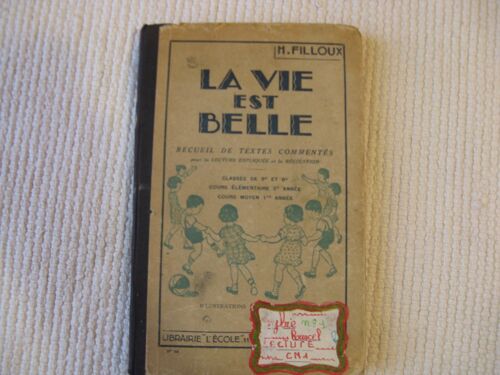 H. FILLOUX
LA VIE
EST
BELLE
RECUEIL DE TEXTES COMMENTÉS
pour la LECTURE EXPLIQUÉE et la RÉCITATION
CLASSES DE 8e ET 7e
COURS ÉLÉMENTAIRE 2e ANNÉE
COURS MOYEN 1re ANNÉE
ILLUSTRATIONS
LIBRAIRIE "L'ÉCOLE"
LECTURE
CM1